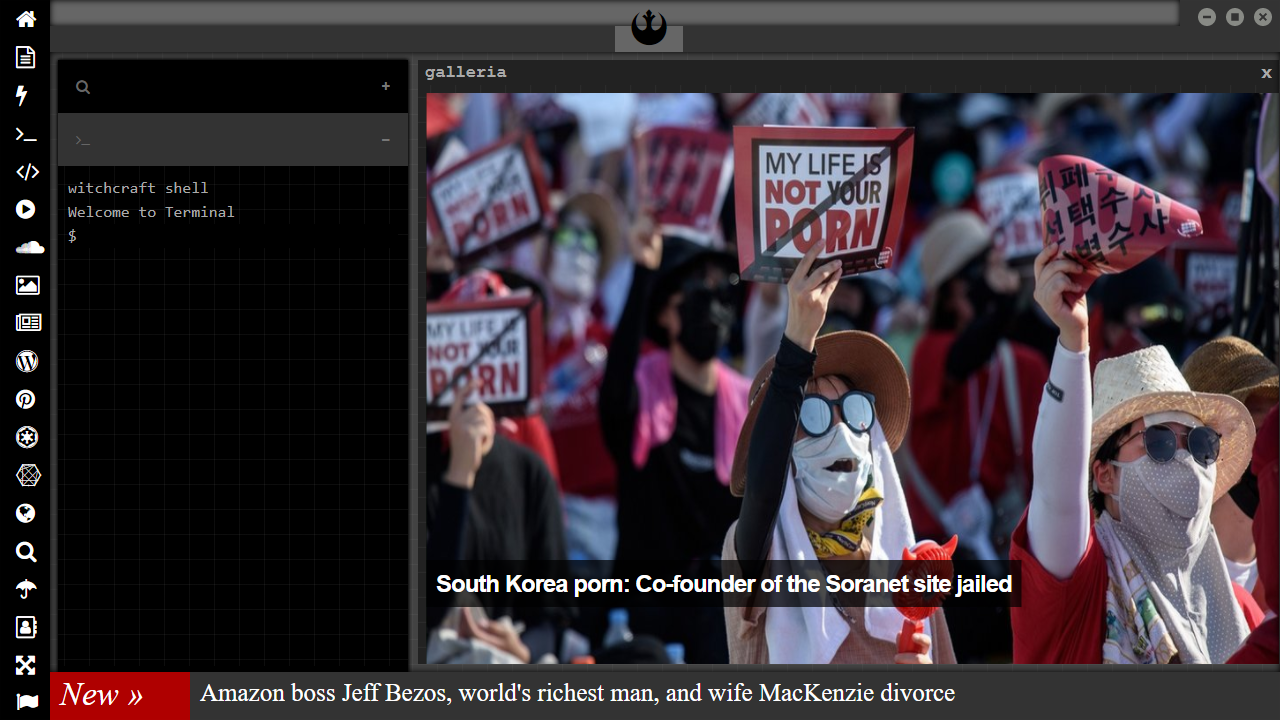 galleria
x
+
>_
−
witchcraft shell
Welcome to Terminal
$
MY LIFE IS
NOT YOUR
PORN
MY LIFE IS
NOT YOUR
PORN
MY LIFE IS
NOT YOUR
PORN
South Korea porn: Co-founder of the Soranet site jailed
New »
Amazon boss Jeff Bezos, world's richest man, and wife MacKenzie divorce